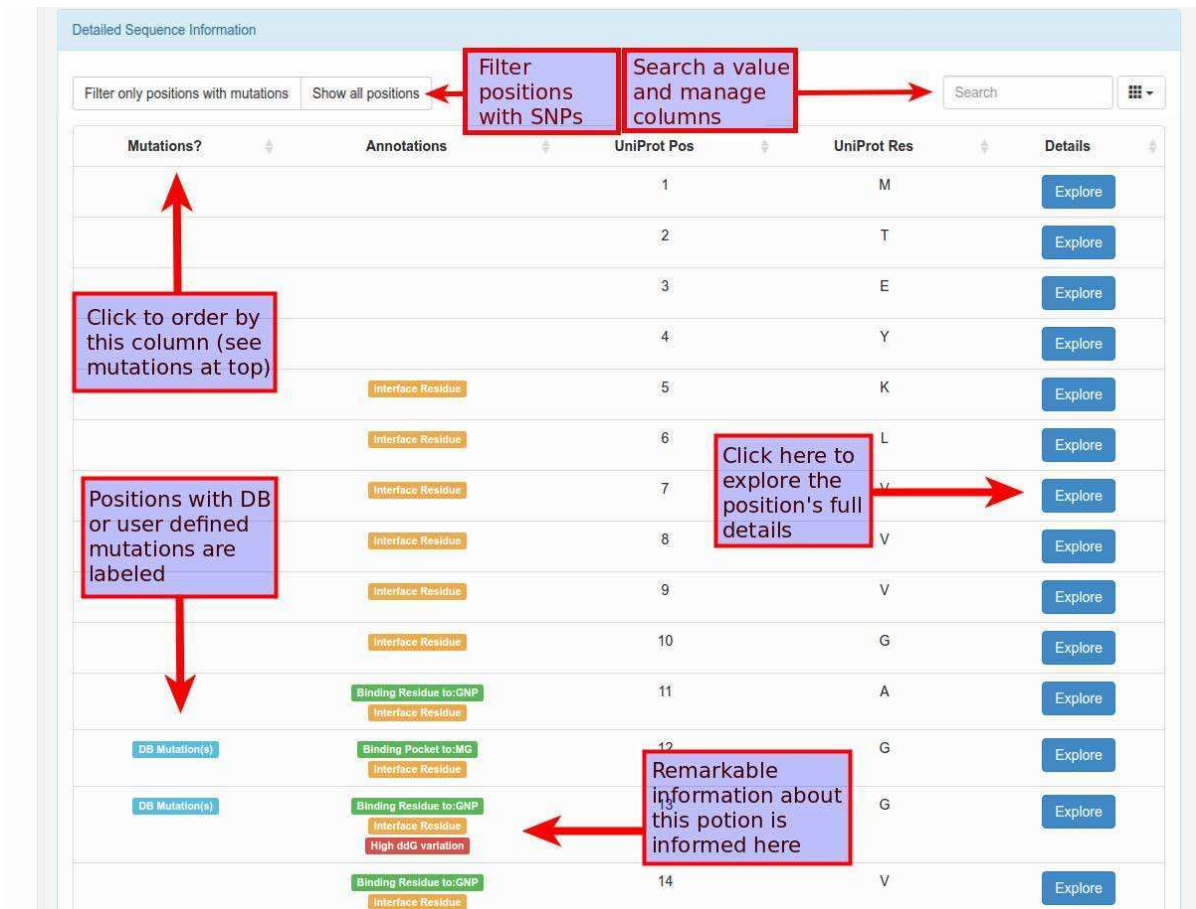 Detailed Sequence Information
Filter only positions with mutations Show all positions
Filter
positions
with SNPs
Search a value
and manage
columns
Search
Mutations? Annotations UniProt Pos UniProt Res Details
1 M Explore
2 T Explore
3 E Explore
Click to order by
this column (see
mutations at top)
4 Y Explore
Interface Residue 5 K Explore
Interface Residue 6 L Explore
Click here to
explore the
position's full
details
Positions with DB
or user defined
mutations are
labeled
Interface Residue 7 V Explore
Interface Residue 8 V Explore
Interface Residue 9 V Explore
Interface Residue 10 G Explore
Binding Residue to:GNP 11 A Explore
Interface Residue
DB Mutation(s) Binding Pocket to:MG 12 G Explore
Interface Residue
Remarkable
information about
this potion is
informed here
DB Mutation(s) Binding Residue to:GNP 13 G Explore
Interface Residue
High ddG variation
Binding Residue to:GNP 14 V Explore
Interface Residue